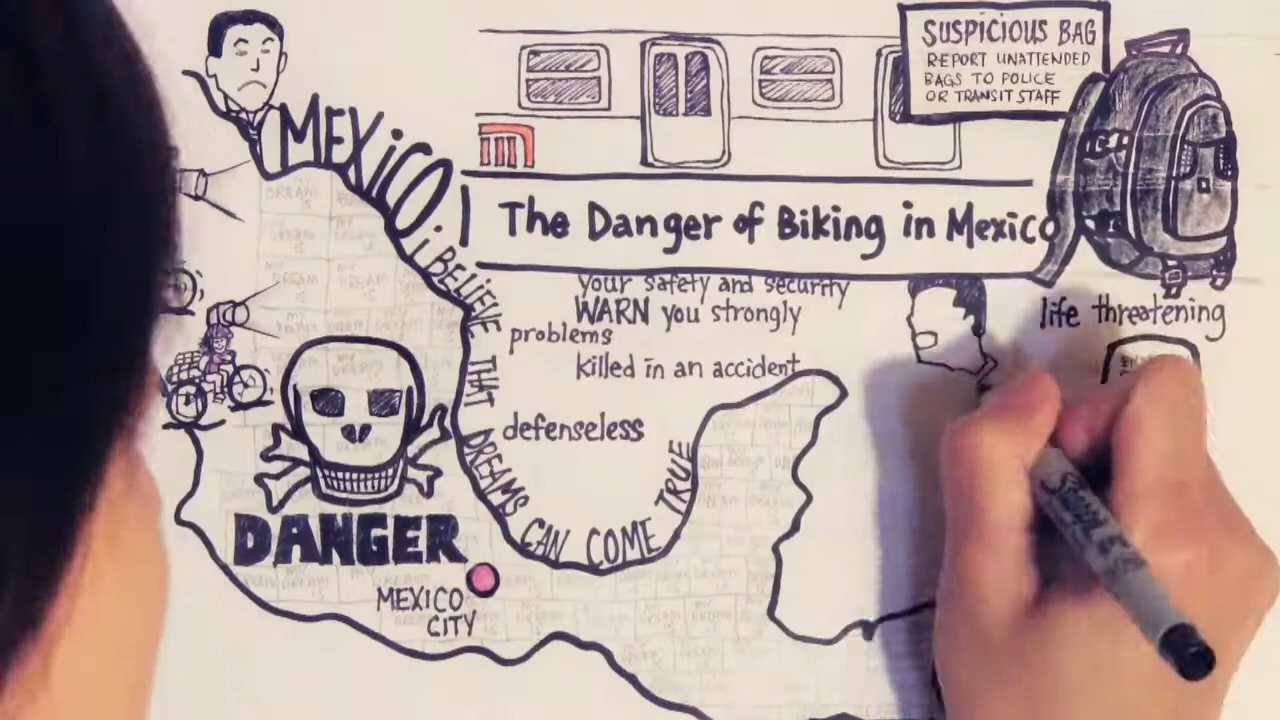 SUSPICIOUS BAG
REPORT UNATTENDED
BAGS TO POLICE
OR TRANSIT STAFF
MEXiCO
The Danger of Biking in Mexico
i BELIEVE THAT DREAMS CAN COME TRUE
your safety and security
WARN you strongly
problems
killed in an accident
defenseless
life threatening
DANGER
MEXICO
CITY
Sharpie